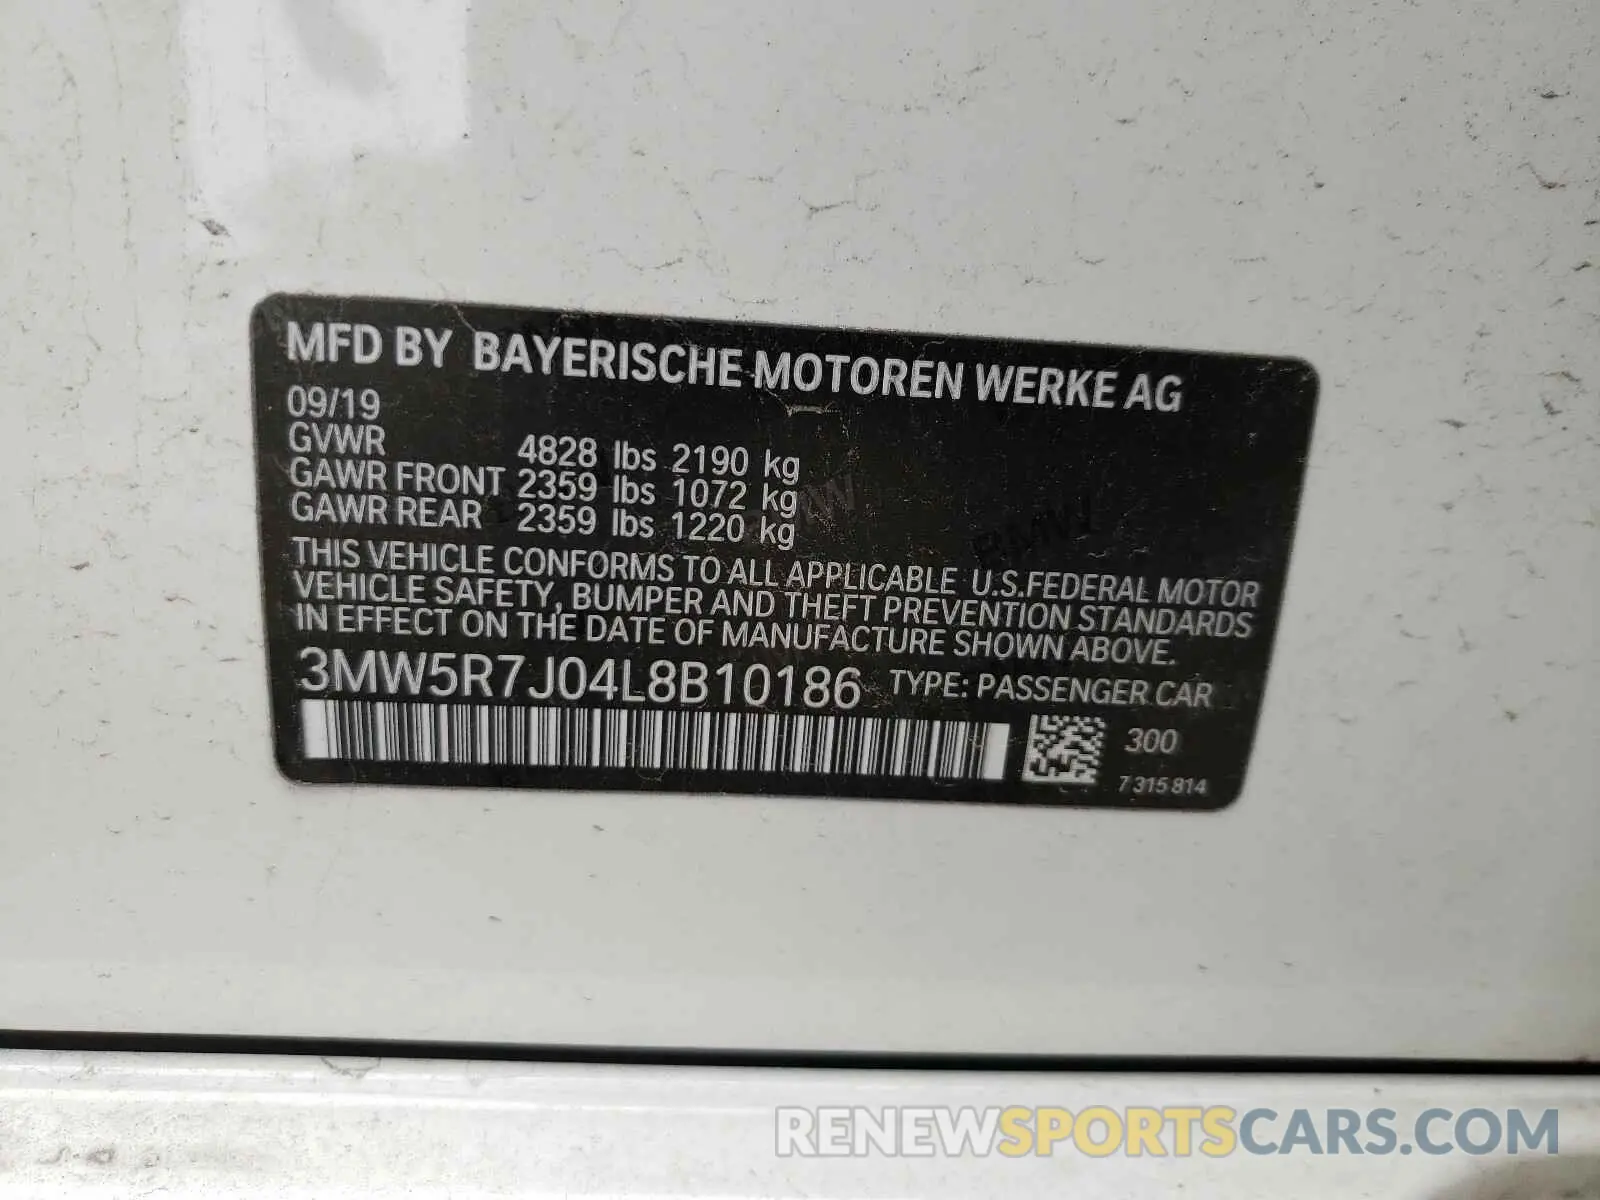 MFD BY BAYERISCHE MOTOREN WERKE AG
09/19
GVWR 4828 lbs 2190 kg
GAWR FRONT 2359 lbs 1072 kg
GAWR REAR 2359 lbs 1220 kg
THIS VEHICLE CONFORMS TO ALL APPLICABLE U.S.FEDERAL MOTOR
VEHICLE SAFETY, BUMPER AND THEFT PREVENTION STANDARDS
IN EFFECT ON THE DATE OF MANUFACTURE SHOWN ABOVE.
3MW5R7J04L8B10186 TYPE: PASSENGER CAR
300
7 315 814
BMW
BMW
RENEWSPORTSCARS.COM